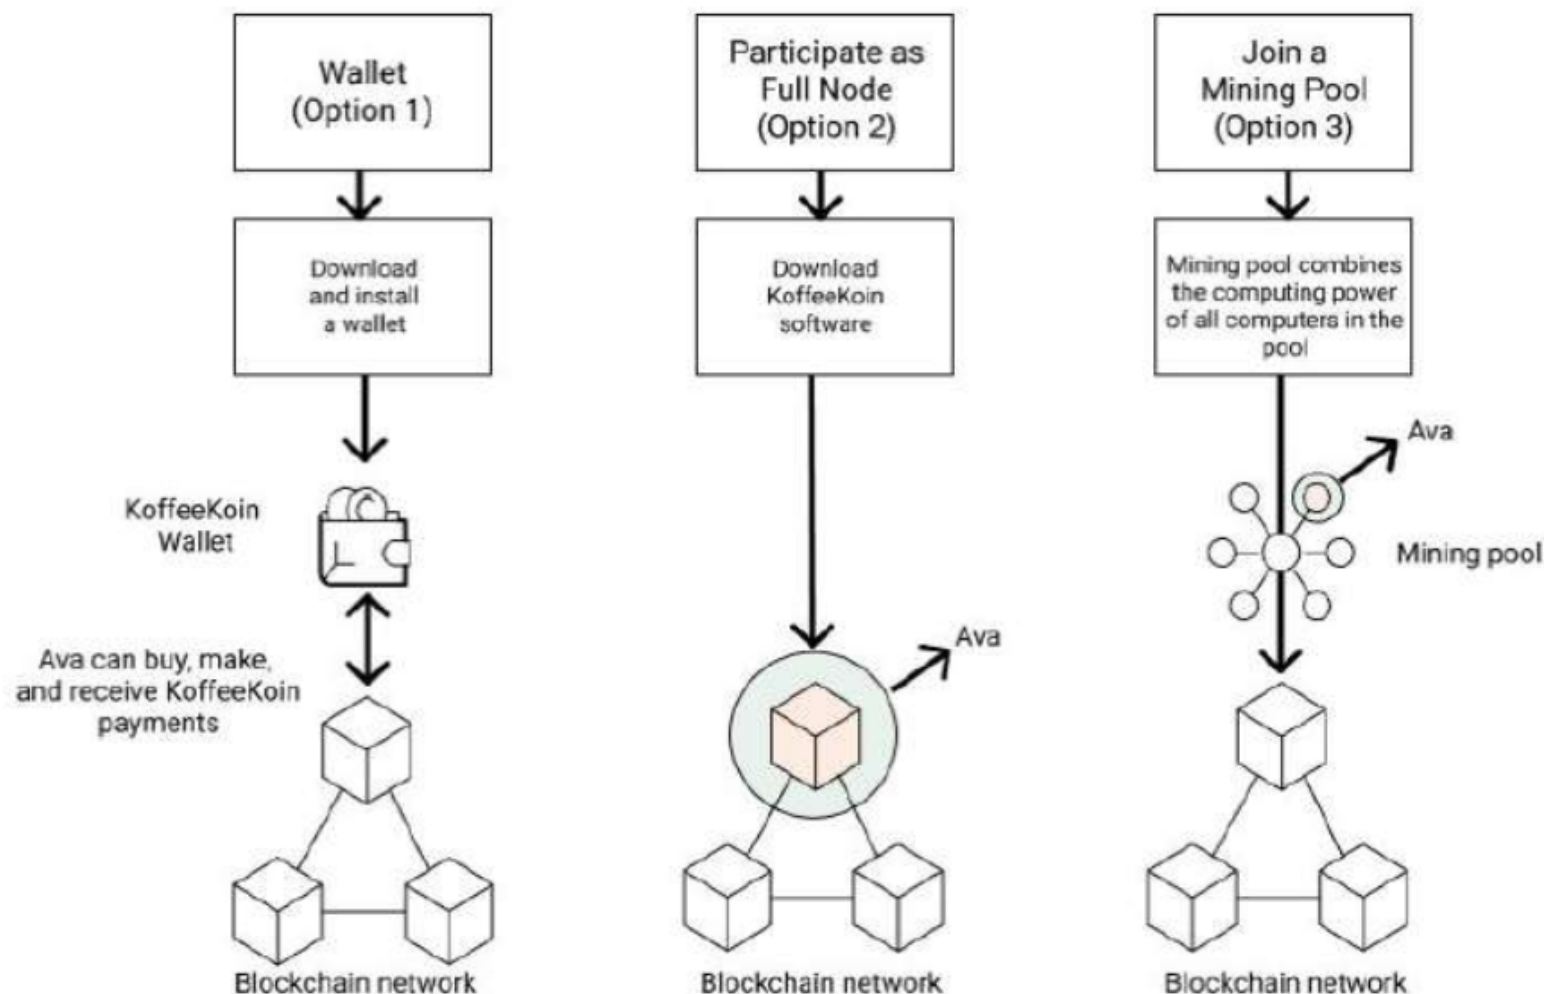 Wallet
(Option 1)
Download
and install
a wallet
KoffeeKoin
Wallet
Ava can buy, make,
and receive KoffeeKoin
payments
Blockchain network
Participate as
Full Node
(Option 2)
Download
KoffeeKoin
software
Ava
Blockchain network
Join a
Mining Pool
(Option 3)
Mining pool combines
the computing power
of all computers in the
pool
Ava
Mining pool
Blockchain network